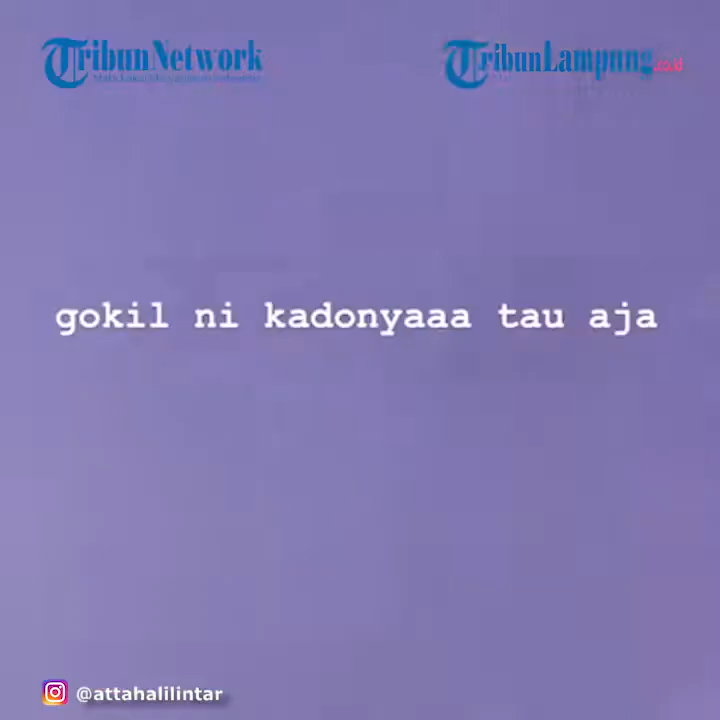 TribunNetwork
TribunLampung.co.id
gokil ni kadonyaaa tau aja
@attahalilintar